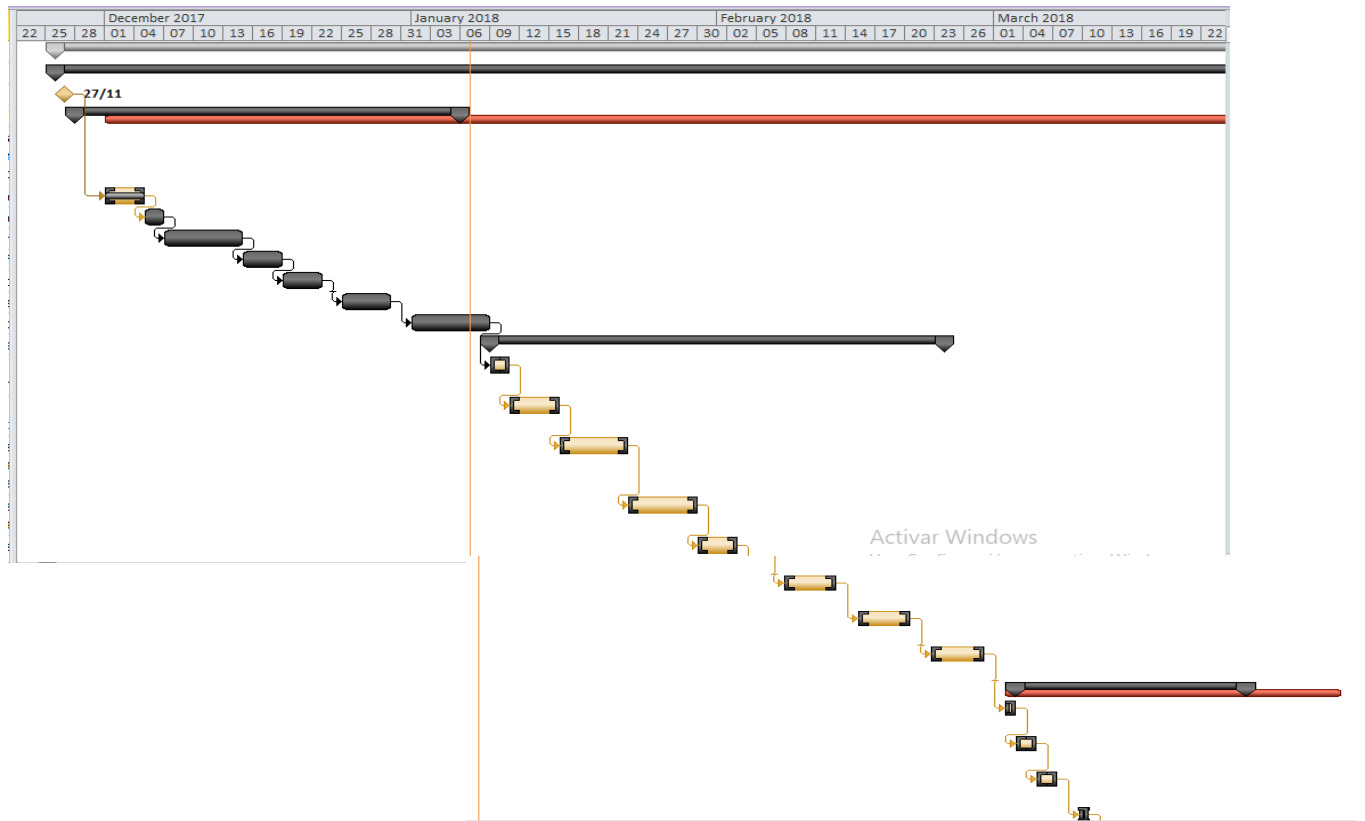 December 2017 January 2018 February 2018 March 2018
22 25 28 01 04 07 10 13 16 19 22 25 28 31 03 06 09 12 15 18 21 24 27 30 02 05 08 11 14 17 20 23 26 01 04 07 10 13 16 19 22
27/11
Activar Windows